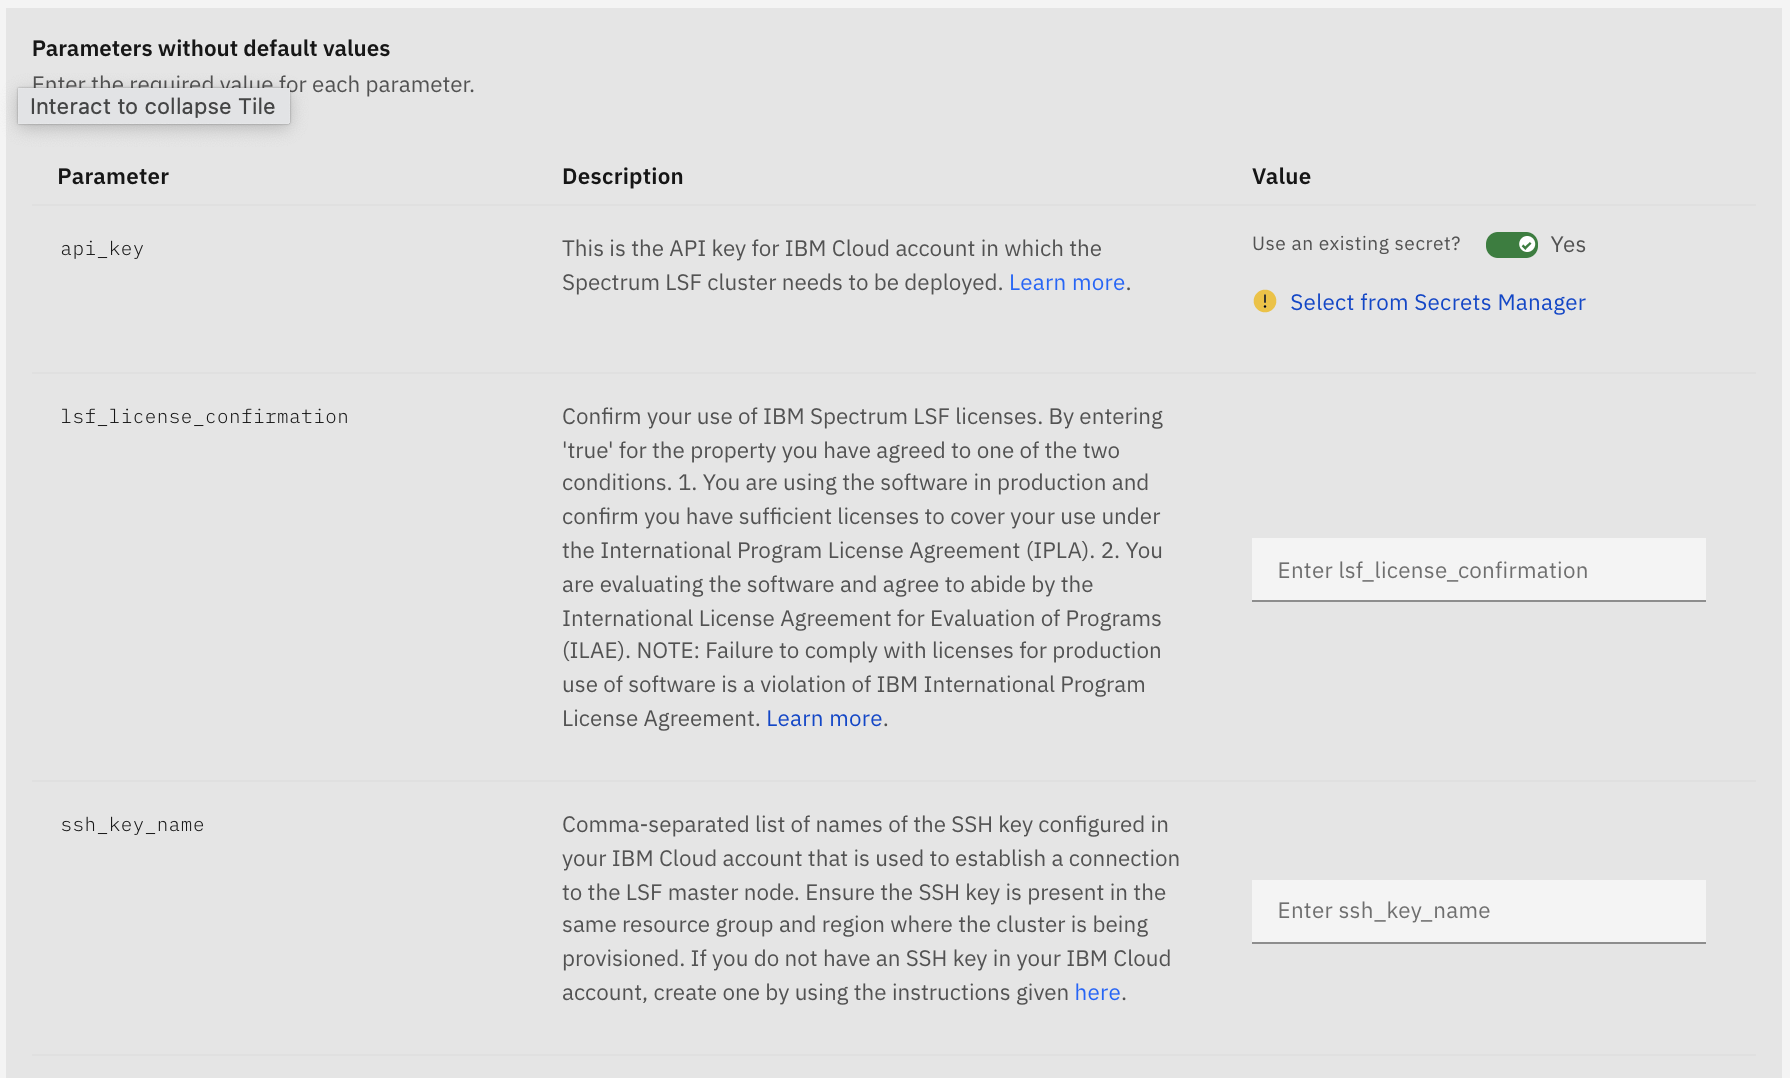 Parameters without default values
Enter the required value for each parameter.
Interact to collapse Tile
Parameter Description Value
api_key
This is the API key for IBM Cloud account in which the
Spectrum LSF cluster needs to be deployed. Learn more.
Use an existing secret? Yes
! Select from Secrets Manager
lsf_license_confirmation
Confirm your use of IBM Spectrum LSF licenses. By entering
'true' for the property you have agreed to one of the two
conditions. 1. You are using the software in production and
confirm you have sufficient licenses to cover your use under
the International Program License Agreement (IPLA). 2. You
are evaluating the software and agree to abide by the
International License Agreement for Evaluation of Programs
(ILAE). NOTE: Failure to comply with licenses for production
use of software is a violation of IBM International Program
License Agreement. Learn more.
Enter lsf_license_confirmation
ssh_key_name
Comma-separated list of names of the SSH key configured in
your IBM Cloud account that is used to establish a connection
to the LSF master node. Ensure the SSH key is present in the
same resource group and region where the cluster is being
provisioned. If you do not have an SSH key in your IBM Cloud
account, create one by using the instructions given here.
Enter ssh_key_name